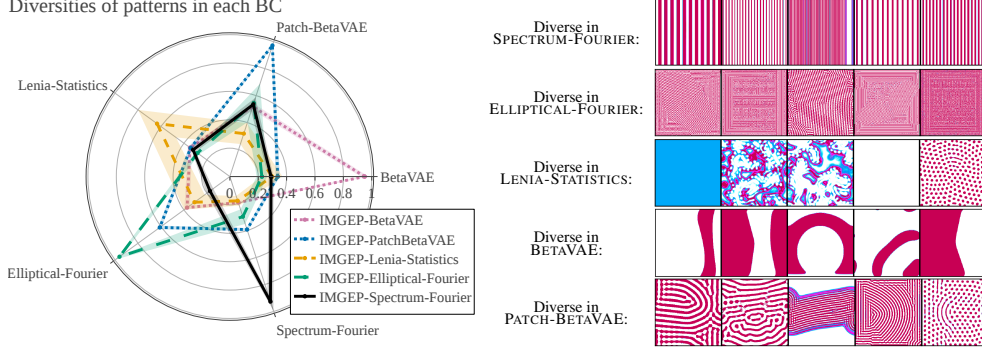 Diversities of patterns in each BC
Patch-BetaVAE
Lenia-Statistics
BetaVAE
0 0.2 0.4 0.6 0.8 1
Elliptical-Fourier
Spectrum-Fourier
IMGEP-BetaVAE
IMGEP-PatchBetaVAE
IMGEP-Lenia-Statistics
IMGEP-Elliptical-Fourier
IMGEP-Spectrum-Fourier
Diverse in
SPECTRUM-FOURIER:
Diverse in
ELLIPTICAL-FOURIER:
Diverse in
LENIA-STATISTICS:
Diverse in
BETAVAE:
Diverse in
PATCH-BETAVAE: